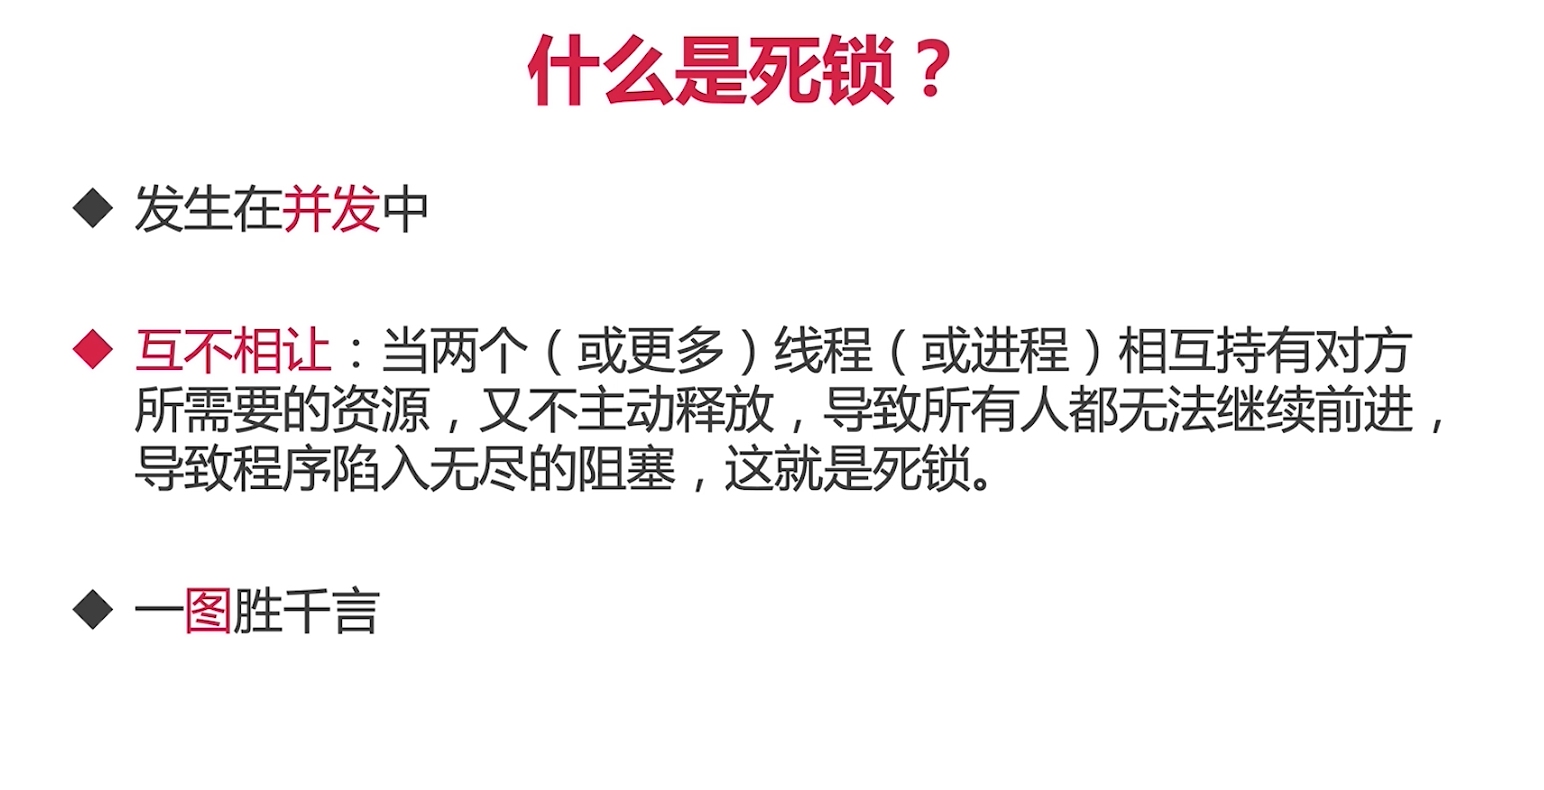 什么是死锁？
发生在并发中
互不相让：当两个（或更多）线程（或进程）相互持有对方
所需要的资源，又不主动释放，导致所有人都无法继续前进，
导致程序陷入无尽的阻塞，这就是死锁。
一图胜千言